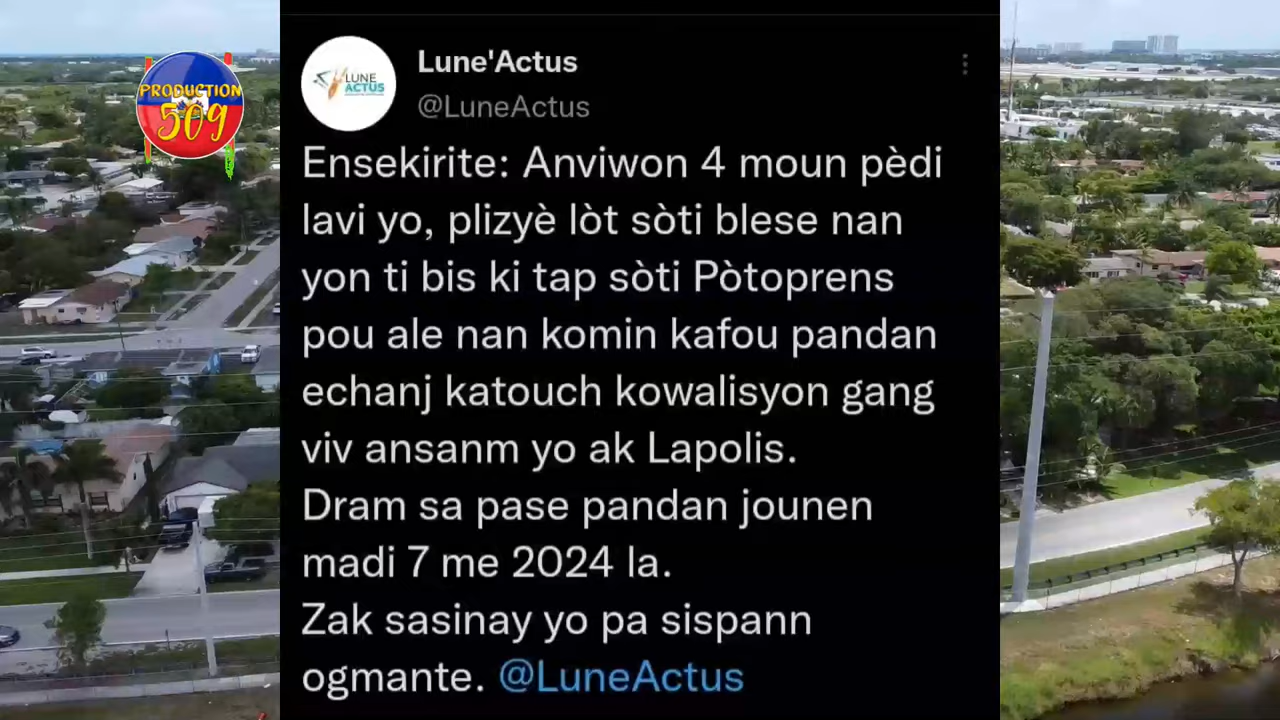 PRODUCTION
509
LUNE
ACTUS
Lune'Actus
@LuneActus
Ensekirite: Anviwon 4 moun pèdi
lavi yo, plizyè lòt sòti blese nan
yon ti bis ki tap sòti Pòtoprens
pou ale nan komin kafou pandan
echanj katouch kowalisyon gang
viv ansanm yo ak Lapolis.
Dram sa pase pandan jounen
madi 7 me 2024 la.
Zak sasinay yo pa sispann
ogmante. @LuneActus